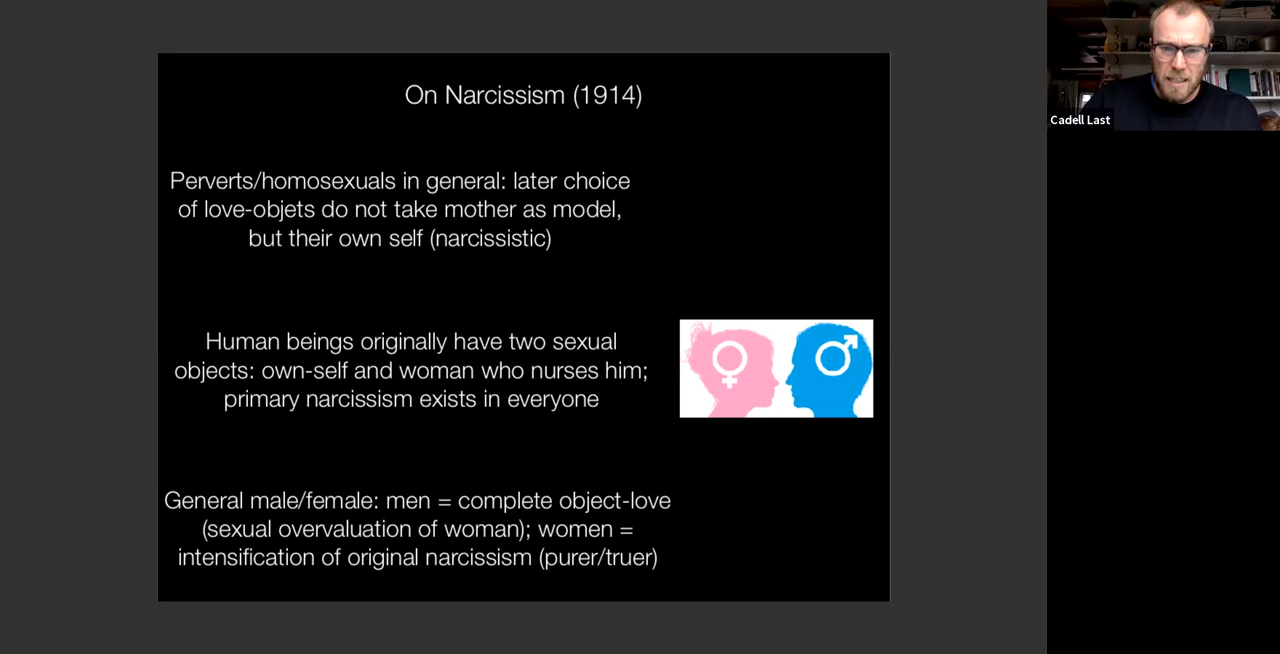 On Narcissism (1914)
Perverts/homosexuals in general: later choice
of love-objets do not take mother as model,
but their own self (narcissistic)
Human beings originally have two sexual
objects: own-self and woman who nurses him;
primary narcissism exists in everyone
General male/female: men = complete object-love
(sexual overvaluation of woman); women =
intensification of original narcissism (purer/truer)
Cadell Last